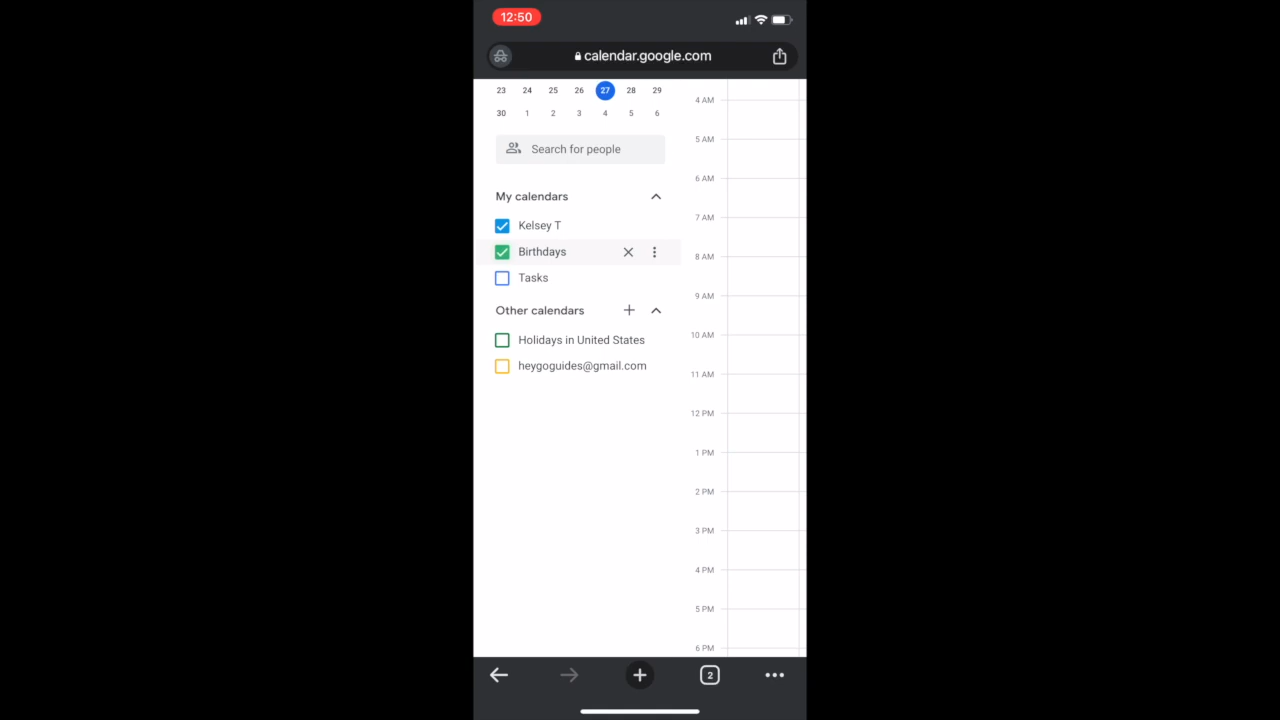 12:50
calendar.google.com
23 24 25 26 27 28 29
30 1 2 3 4 5 6
Search for people
My calendars
Kelsey T
Birthdays
Tasks
Other calendars
Holidays in United States
heygoguides@gmail.com
4 AM
5 AM
6 AM
7 AM
8 AM
9 AM
10 AM
11 AM
12 PM
1 PM
2 PM
3 PM
4 PM
5 PM
6 PM
2